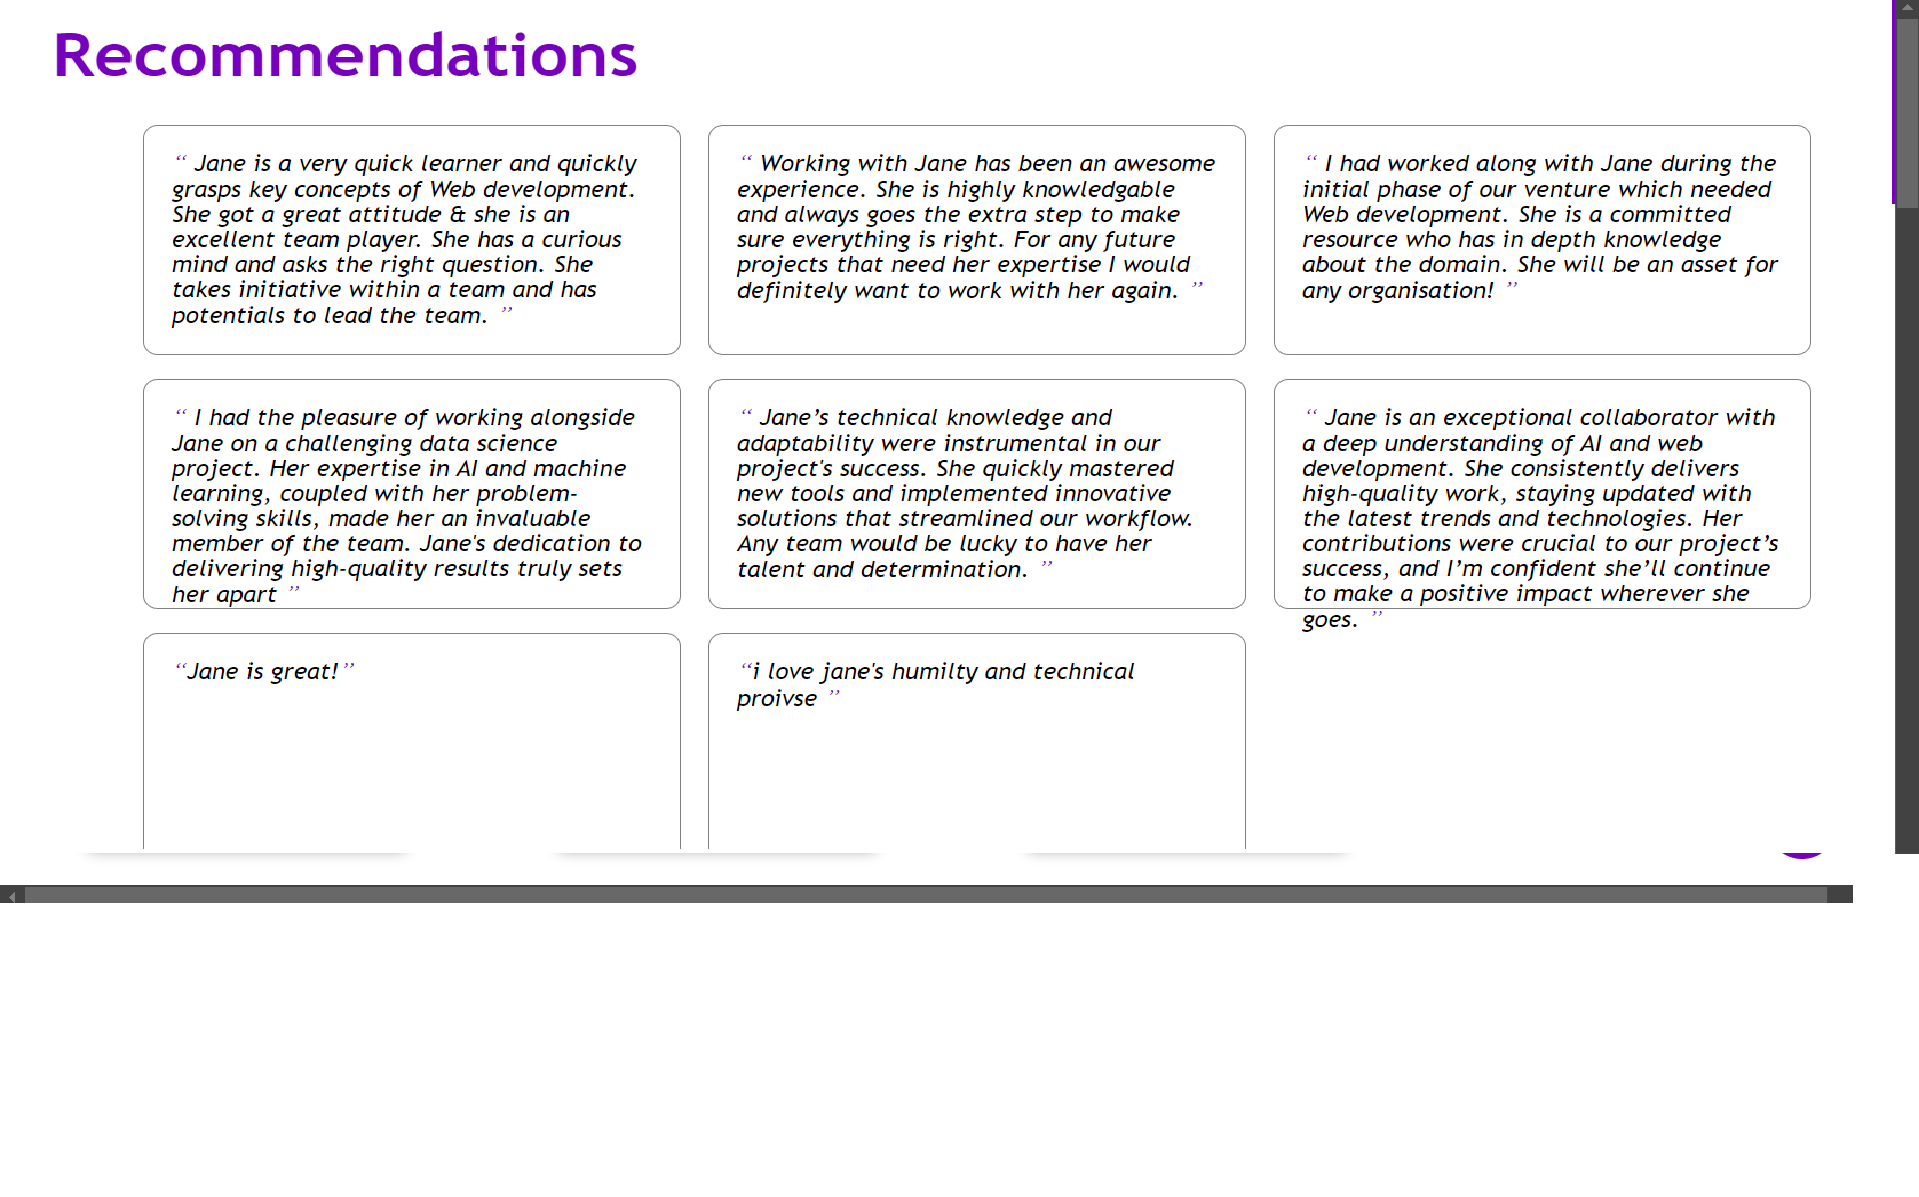 Recommendations
“ Jane is a very quick learner and quickly
grasps key concepts of Web development.
She got a great attitude & she is an
excellent team player. She has a curious
mind and asks the right question. She
takes initiative within a team and has
potentials to lead the team. ”
“ Working with Jane has been an awesome
experience. She is highly knowledgable
and always goes the extra step to make
sure everything is right. For any future
projects that need her expertise I would
definitely want to work with her again. ”
“ I had worked along with Jane during the
initial phase of our venture which needed
Web development. She is a committed
resource who has in depth knowledge
about the domain. She will be an asset for
any organisation! ”
“ I had the pleasure of working alongside
Jane on a challenging data science
project. Her expertise in AI and machine
learning, coupled with her problem-
solving skills, made her an invaluable
member of the team. Jane's dedication to
delivering high-quality results truly sets
her apart ”
“ Jane’s technical knowledge and
adaptability were instrumental in our
project's success. She quickly mastered
new tools and implemented innovative
solutions that streamlined our workflow.
Any team would be lucky to have her
talent and determination. ”
“ Jane is an exceptional collaborator with
a deep understanding of AI and web
development. She consistently delivers
high-quality work, staying updated with
the latest trends and technologies. Her
contributions were crucial to our project’s
success, and I’m confident she’ll continue
to make a positive impact wherever she
goes. ”
“Jane is great!”
“i love jane's humilty and technical
proivse ”